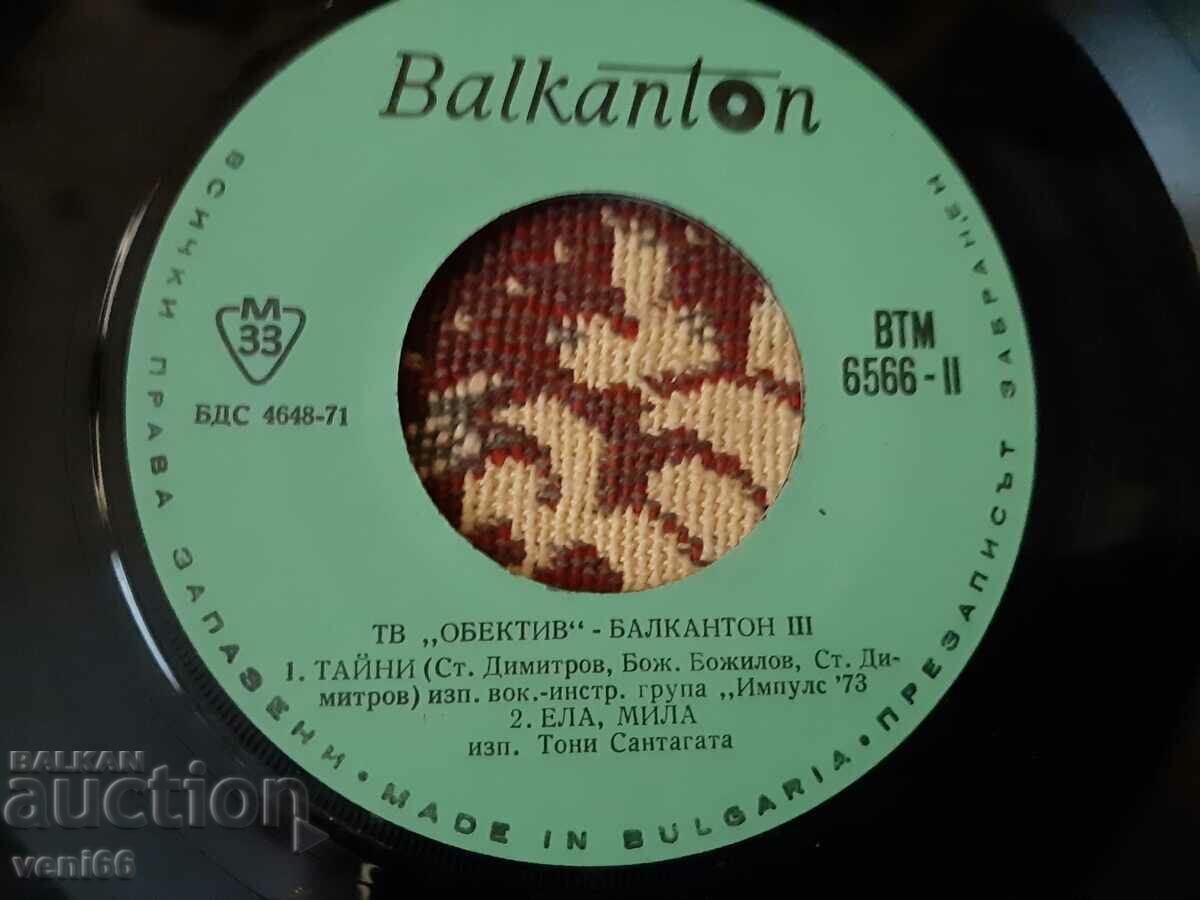 Balkanton
ВСИЧКИ ПРАВА ЗАПАЗЕНИ • MADE IN BULGARIA • ПРЕЗАПИСЪТ ЗАБРАНЕН
М
33
БДС 4648-71
ВТМ
6566 - II
ТВ „ОБЕКТИВ“ - БАЛКАНТОН III
1. ТАЙНИ (Ст. Димитров, Бож. Божилов, Ст. Ди-
митров) изп. вок.-инстр. група „Импулс '73
2. ЕЛА, МИЛА
изп. Тони Сантагата
BALKAN
auction
veni66